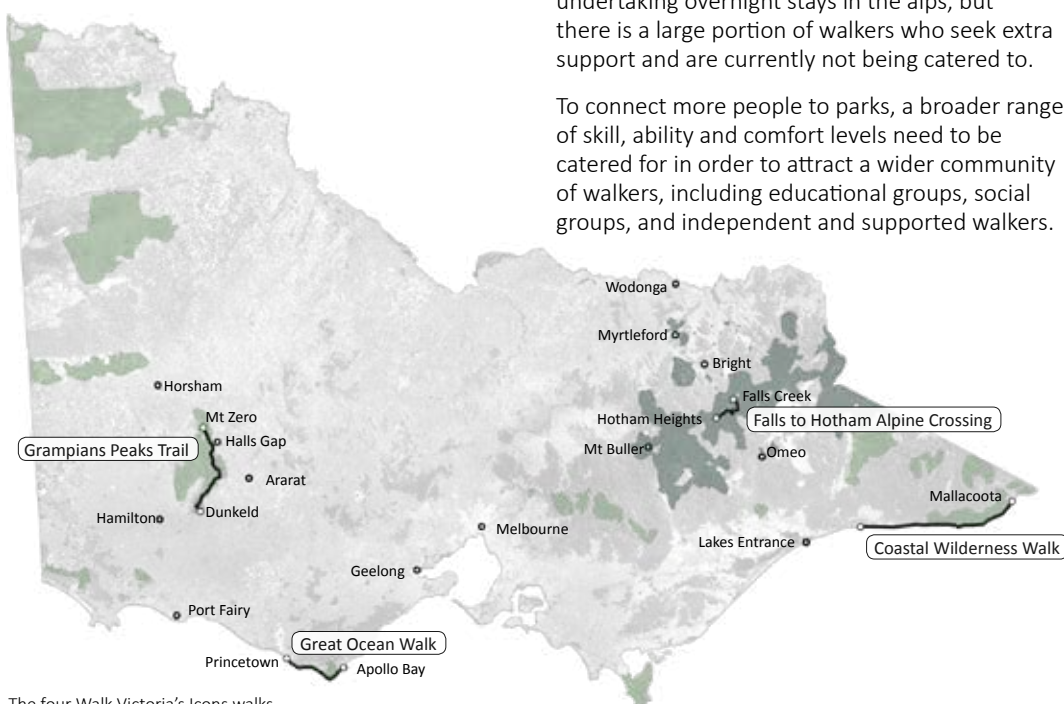 undertaking overnight stays in the alps, but
there is a large portion of walkers who seek extra
support and are currently not being catered to.
To connect more people to parks, a broader range
of skill, ability and comfort levels need to be
catered for in order to attract a wider community
of walkers, including educational groups, social
groups, and independent and supported walkers.
Wodonga
Myrtleford
Bright
Horsham
Falls Creek
Mt Zero
Hotham Heights
Falls to Hotham Alpine Crossing
Halls Gap
Grampians Peaks Trail
Mt Buller
Omeo
Ararat
Mallacoota
Dunkeld
Hamilton
Melbourne
Lakes Entrance
Coastal Wilderness Walk
Geelong
Port Fairy
Great Ocean Walk
Princetown
Apollo Bay
The four Walk Victoria's Icons walks